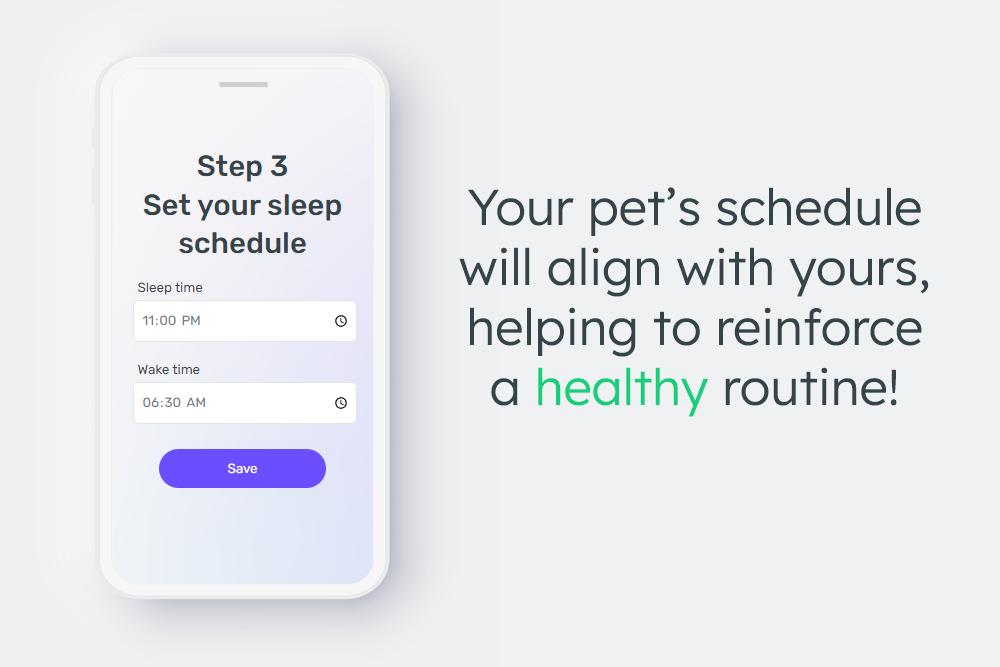 Step 3
Set your sleep
schedule
Sleep time
11:00 PM
Wake time
06:30 AM
Save
Your pet’s schedule
will align with yours,
helping to reinforce
a healthy routine!